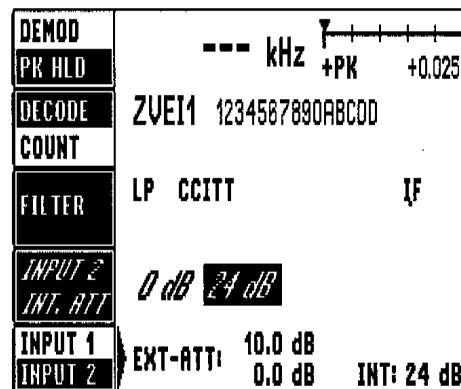 DEMOD
PK HLD
--- kHz
+PK +0.025
DECODE
COUNT
ZVEI1 1234567890ABCDD
FILTER
LP CCITT IF
INPUT 2
INT. ATT
0 dB 24 dB
INPUT 1
INPUT 2
EXT-ATT: 10.0 dB
0.0 dB INT: 24 dB